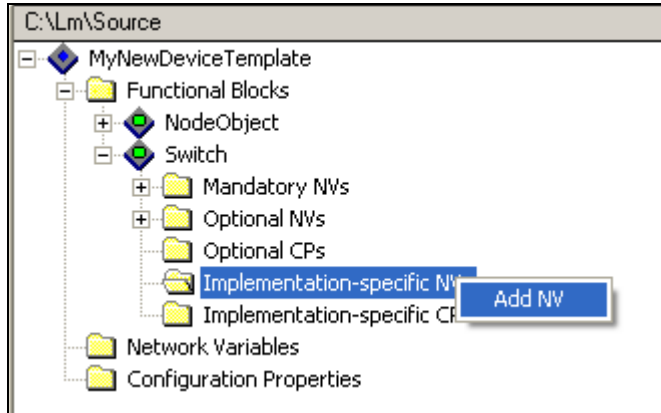 C:\Lm\Source
MyNewDeviceTemplate
Functional Blocks
NodeObject
Switch
Mandatory NVs
Optional NVs
Optional CPs
Implementation-specific NV
Add NV
Implementation-specific
Network Variables
Configuration Properties